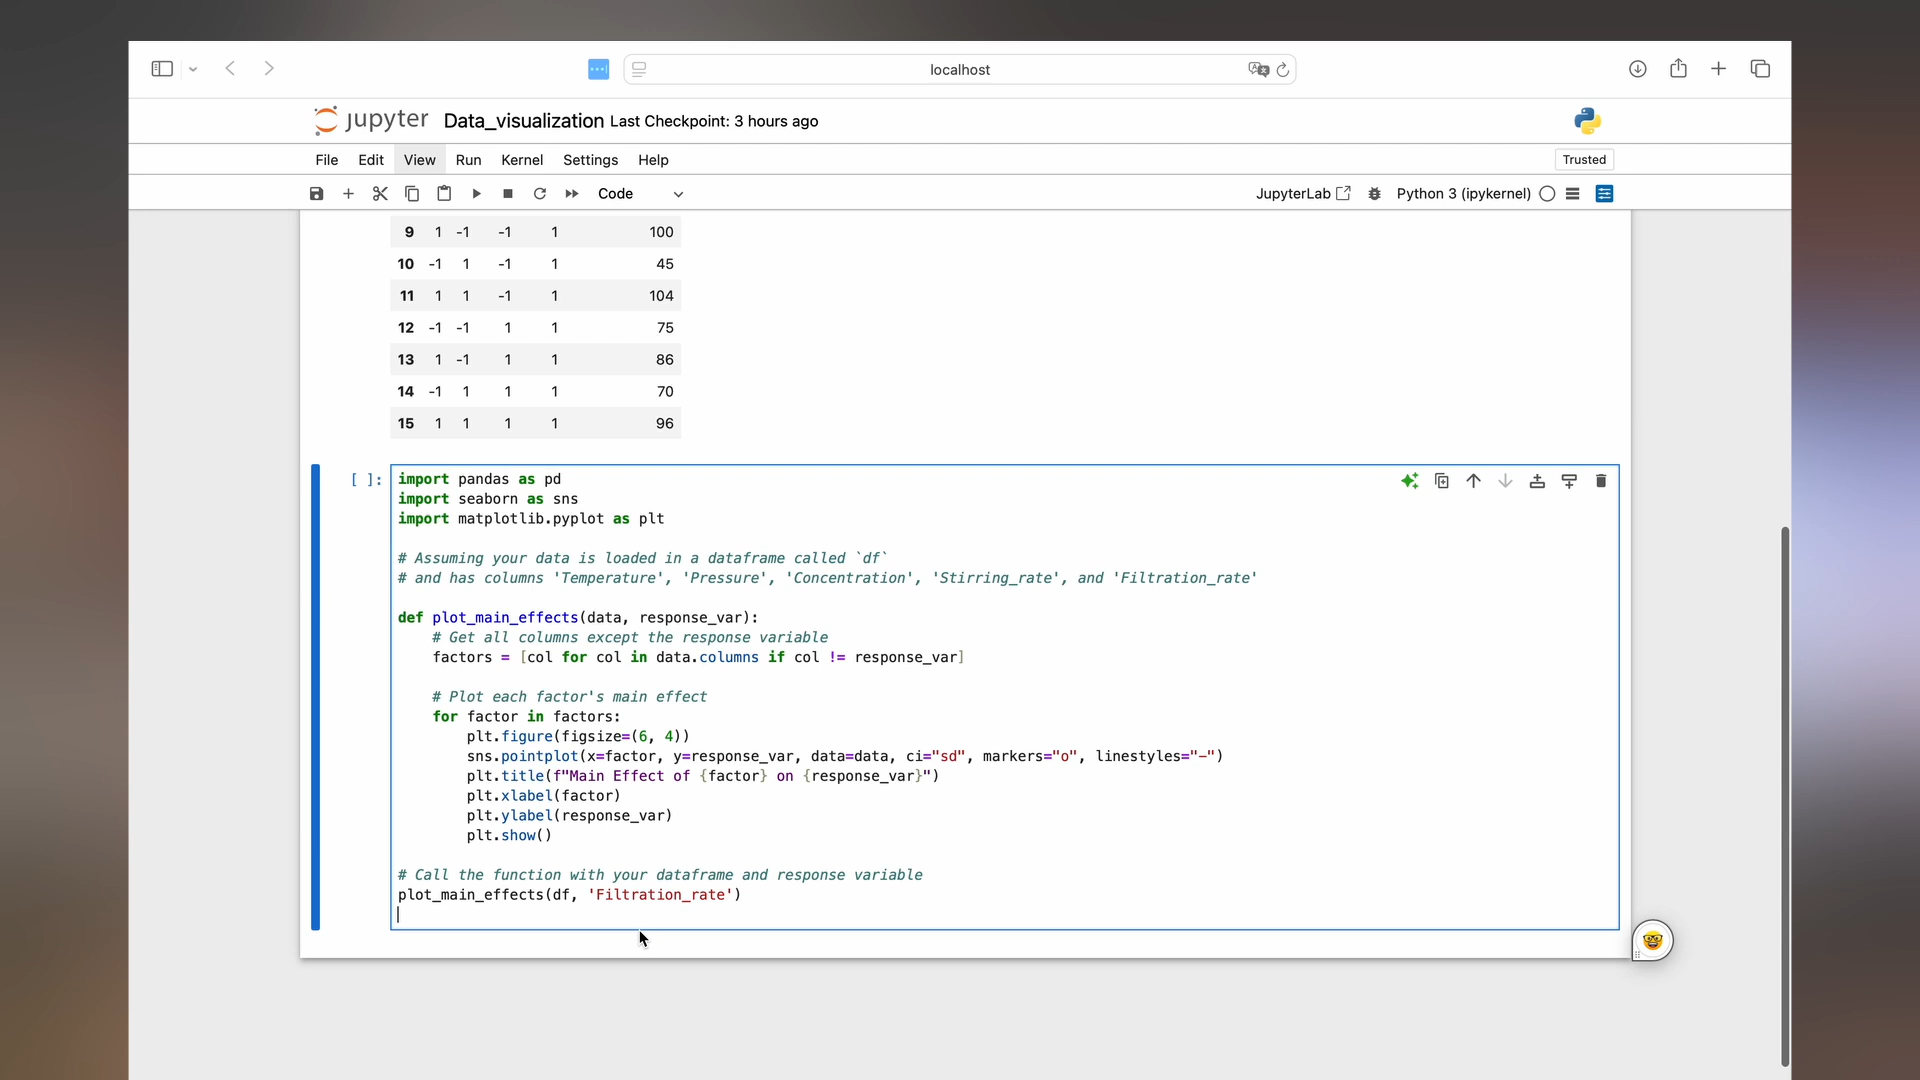 localhost
jupyter Data_visualization Last Checkpoint: 3 hours ago
File Edit View Run Kernel Settings Help Trusted
Code JupyterLab Python 3 (ipykernel)
9 1 -1 -1 1 100
10 -1 1 -1 1 45
11 1 1 -1 1 104
12 -1 -1 1 1 75
13 1 -1 1 1 86
14 -1 1 1 1 70
15 1 1 1 1 96
[ ]: import pandas as pd
import seaborn as sns
import matplotlib.pyplot as plt
# Assuming your data is loaded in a dataframe called `df`
# and has columns 'Temperature', 'Pressure', 'Concentration', 'Stirring_rate', and 'Filtration_rate'
def plot_main_effects(data, response_var):
    # Get all columns except the response variable
    factors = [col for col in data.columns if col != response_var]
    # Plot each factor's main effect
    for factor in factors:
        plt.figure(figsize=(6, 4))
        sns.pointplot(x=factor, y=response_var, data=data, ci="sd", markers="o", linestyles="-")
        plt.title(f"Main Effect of {factor} on {response_var}")
        plt.xlabel(factor)
        plt.ylabel(response_var)
        plt.show()
# Call the function with your dataframe and response variable
plot_main_effects(df, 'Filtration_rate')